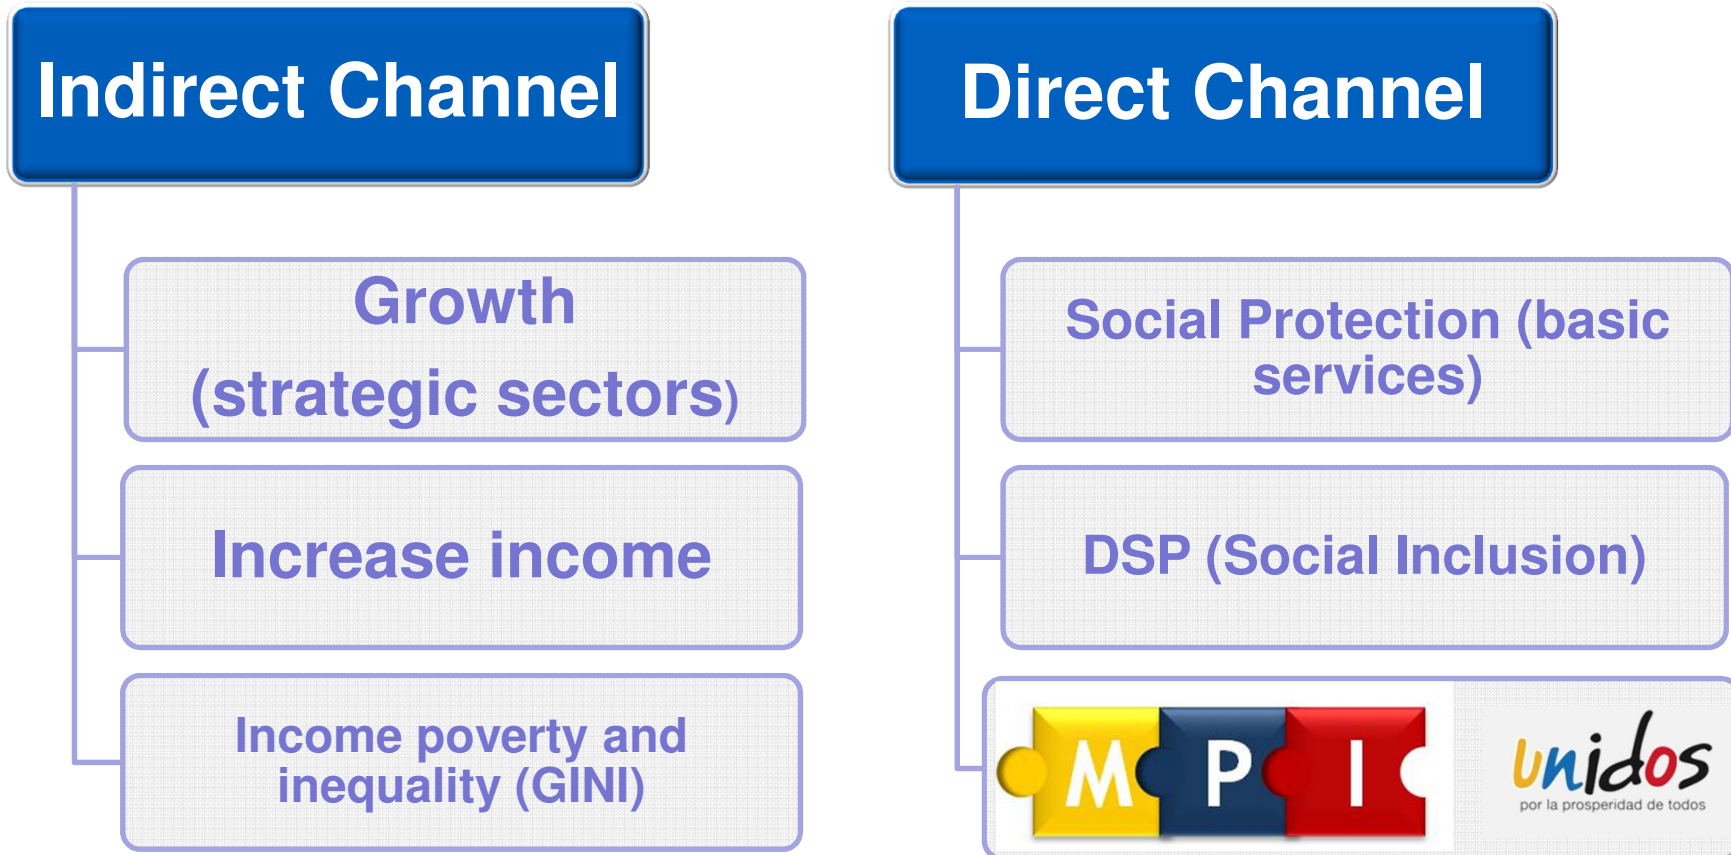 Indirect Channel
Growth
(strategic sectors)
Increase income
Income poverty and
inequality (GINI)
Direct Channel
Social Protection (basic
services)
DSP (Social Inclusion)
MPI
unidos
por la prosperidad de todos